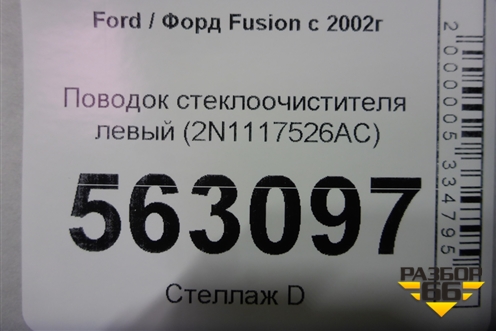 Ford / Форд Fusion с 2002г
Поводок стеклоочистителя
левый (2N1117526AC)
563097
Стеллаж D
2000005334795
РАЗБОР
66